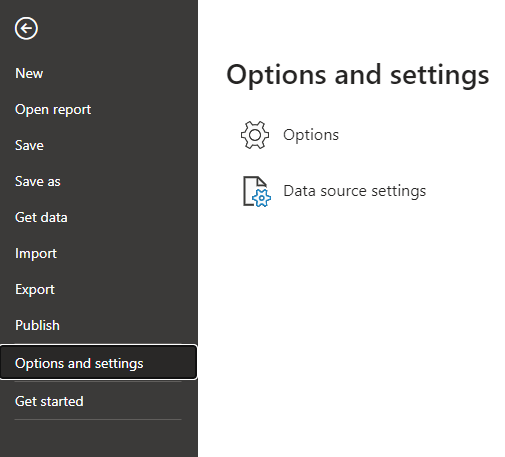 New
Open report
Save
Save as
Get data
Import
Export
Publish
Options and settings
Get started
Options and settings
Options
Data source settings